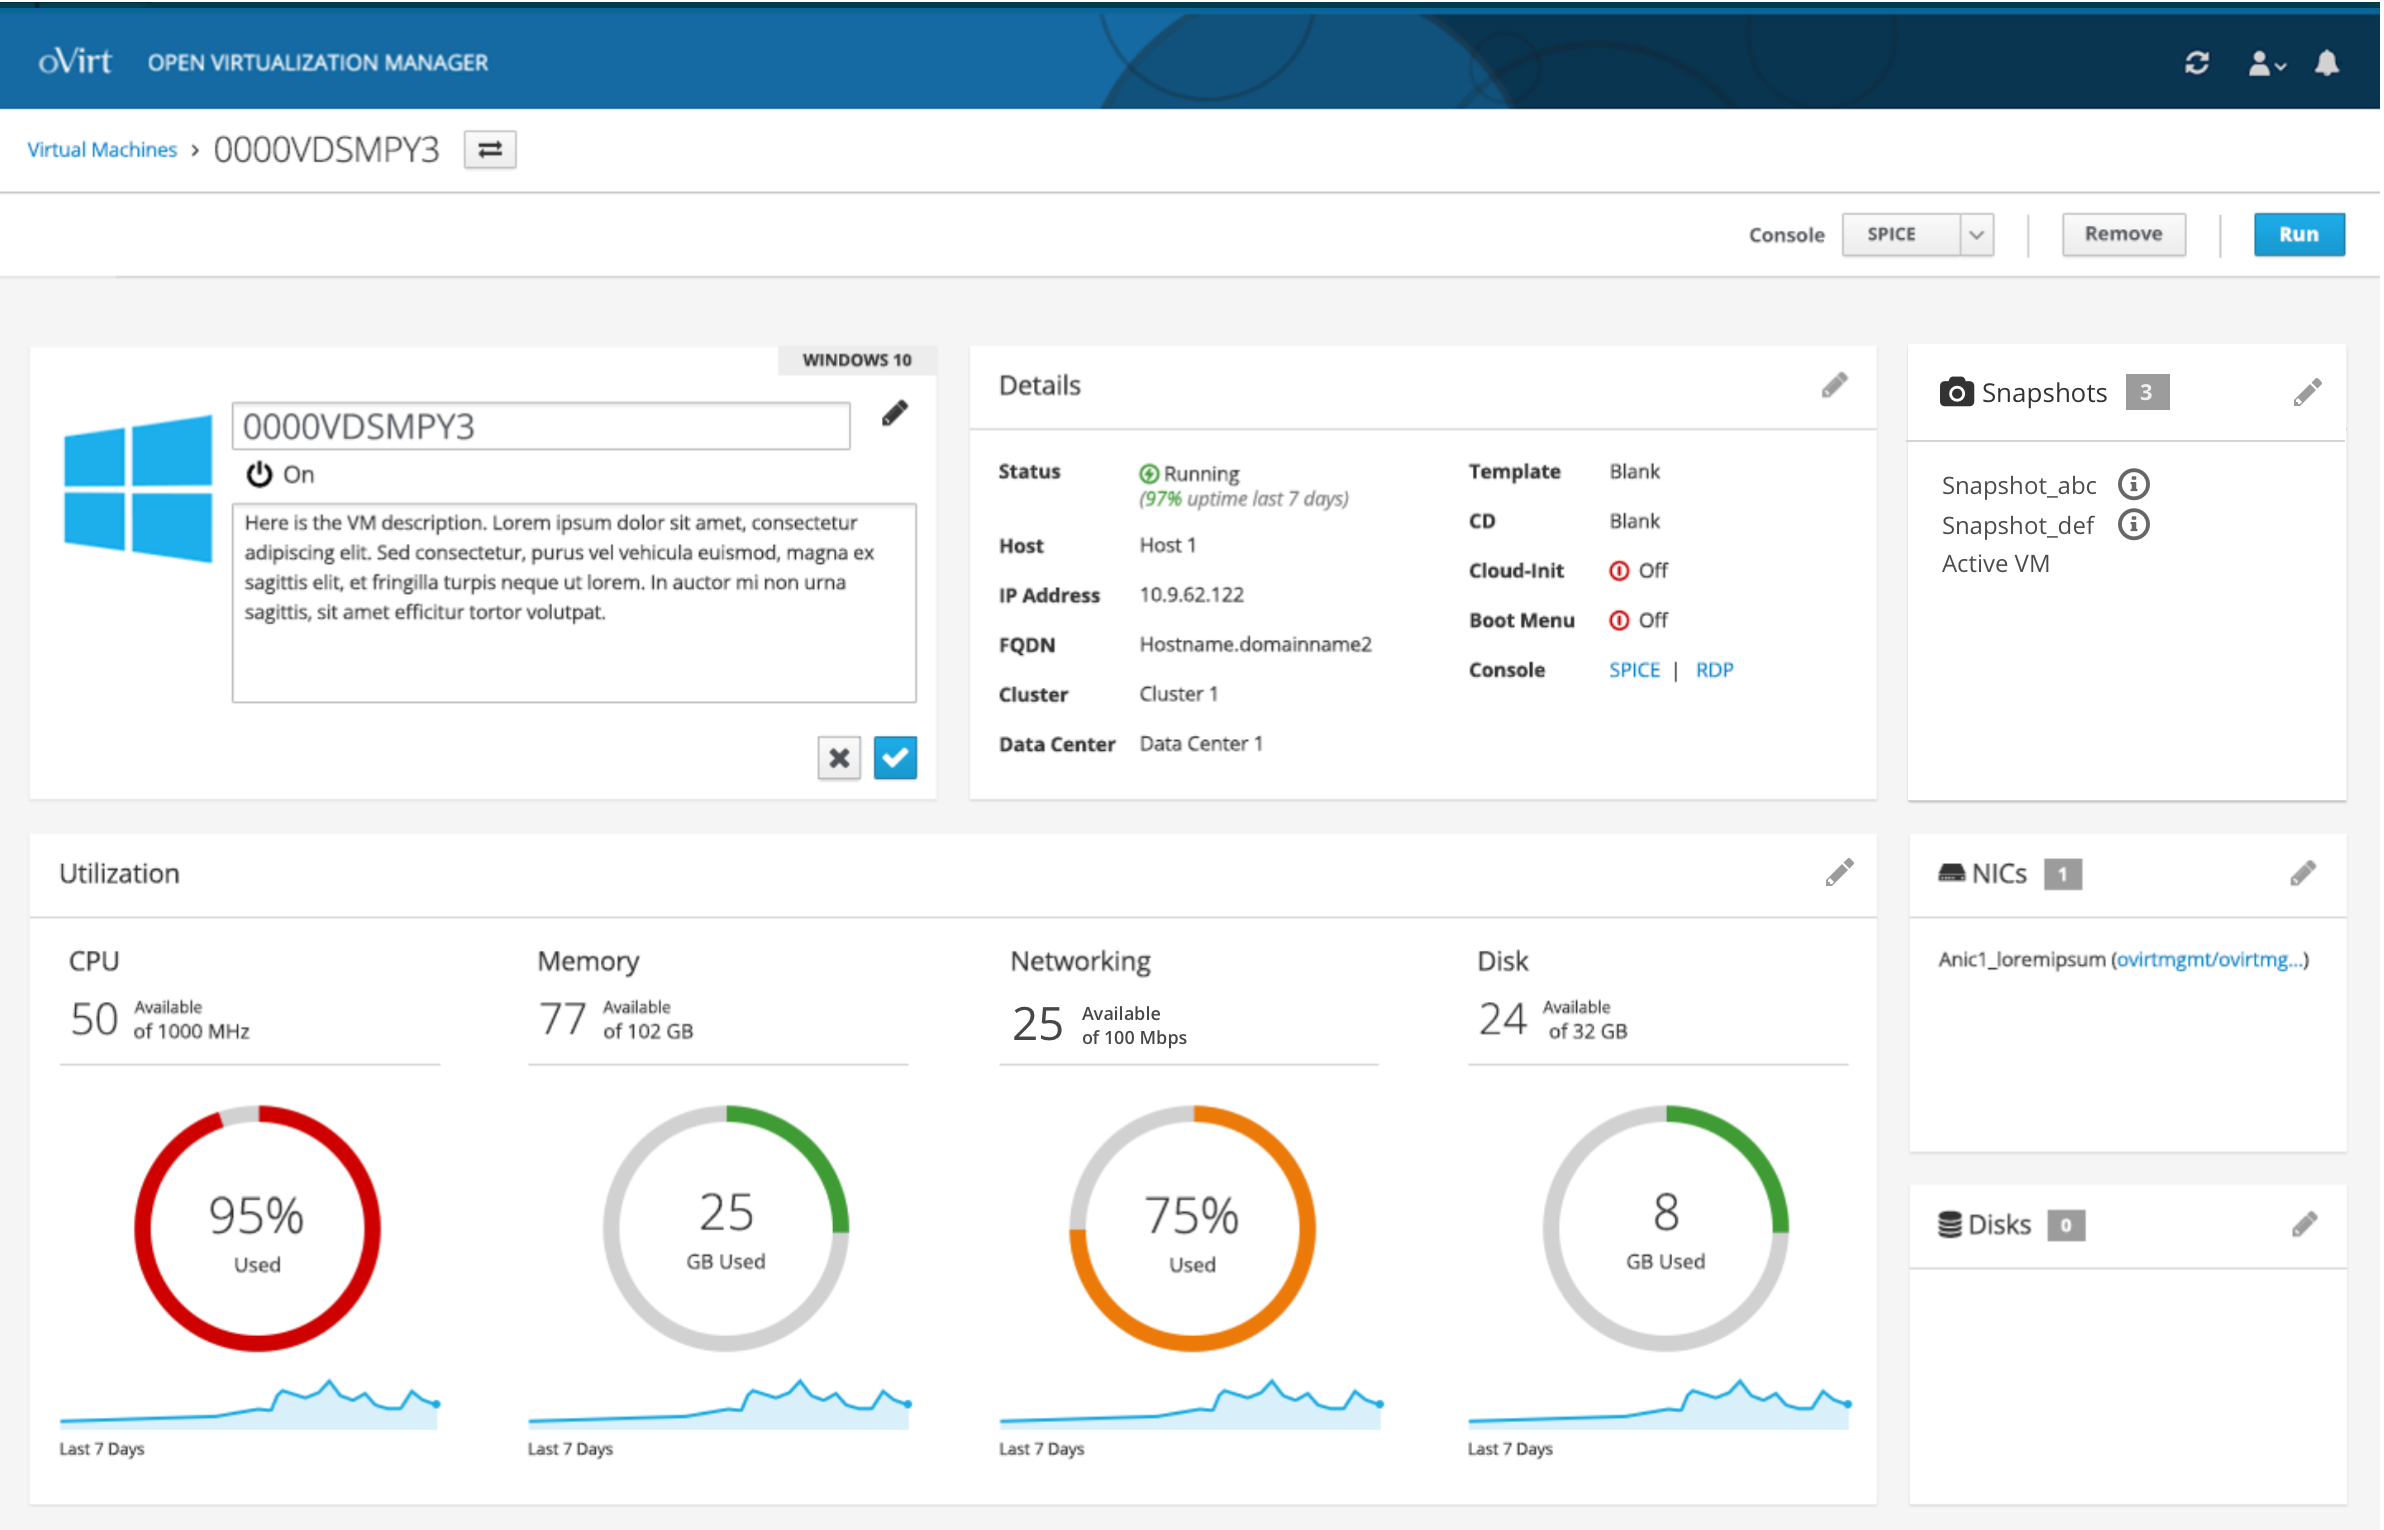 oVirt OPEN VIRTUALIZATION MANAGER
Virtual Machines > 0000VDSMPY3
Console SPICE Remove Run
WINDOWS 10
0000VDSMPY3
On
Here is the VM description. Lorem ipsum dolor sit amet, consectetur
adipiscing elit. Sed consectetur, purus vel vehicula euismod, magna ex
sagittis elit, et fringilla turpis neque ut lorem. In auctor mi non urna
sagittis, sit amet efficitur tortor volutpat.
Details
Status Running
(97% uptime last 7 days)
Host Host 1
IP Address 10.9.62.122
FQDN Hostname.domainname2
Cluster Cluster 1
Data Center Data Center 1
Template Blank
CD Blank
Cloud-Init Off
Boot Menu Off
Console SPICE | RDP
Snapshots 3
Snapshot_abc
Snapshot_def
Active VM
Utilization
CPU
50 Available
of 1000 MHz
95%
Used
Last 7 Days
Memory
77 Available
of 102 GB
25
GB Used
Last 7 Days
Networking
25 Available
of 100 Mbps
75%
Used
Last 7 Days
Disk
24 Available
of 32 GB
8
GB Used
Last 7 Days
NICs 1
Anic1_loremipsum (ovirtmgmt/ovirtmg...)
Disks 0